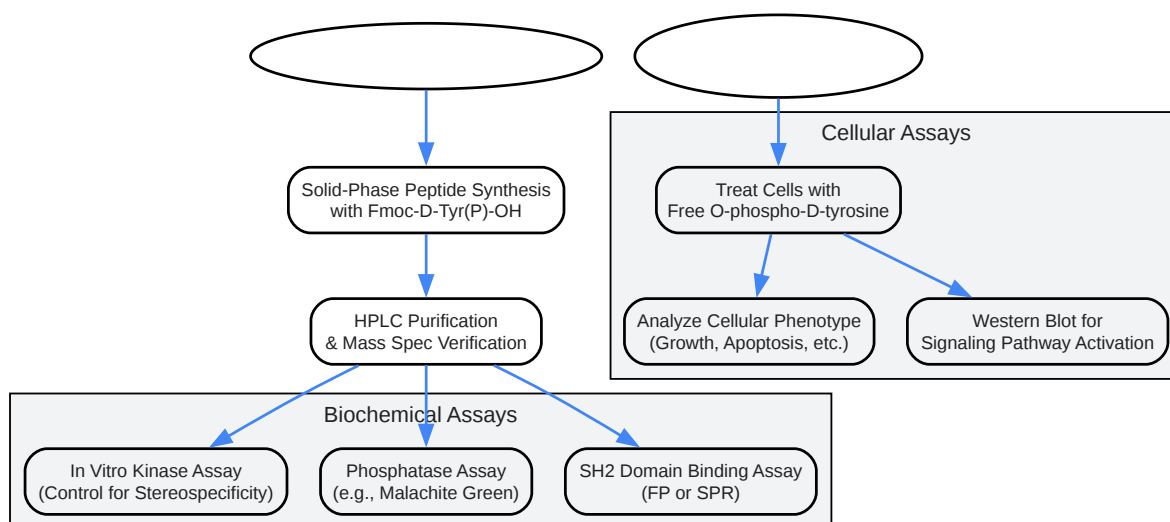 Cellular Assays
Solid-Phase Peptide Synthesis
with Fmoc-D-Tyr(P)-OH
Treat Cells with
Free O-phospho-D-tyrosine
HPLC Purification
& Mass Spec Verification
Analyze Cellular Phenotype
(Growth, Apoptosis, etc.)
Western Blot for
Signaling Pathway Activation
Biochemical Assays
In Vitro Kinase Assay
(Control for Stereospecificity)
Phosphatase Assay
(e.g., Malachite Green)
SH2 Domain Binding Assay
(FP or SPR)